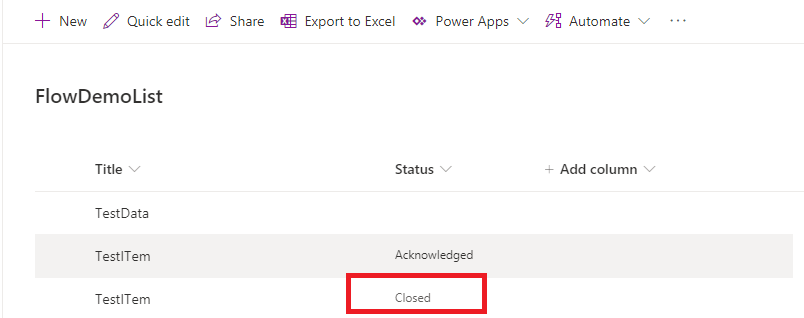 + New Quick edit Share Export to Excel Power Apps Automate ...
FlowDemoList
Title Status + Add column
TestData
TestITem Acknowledged
TestITem Closed